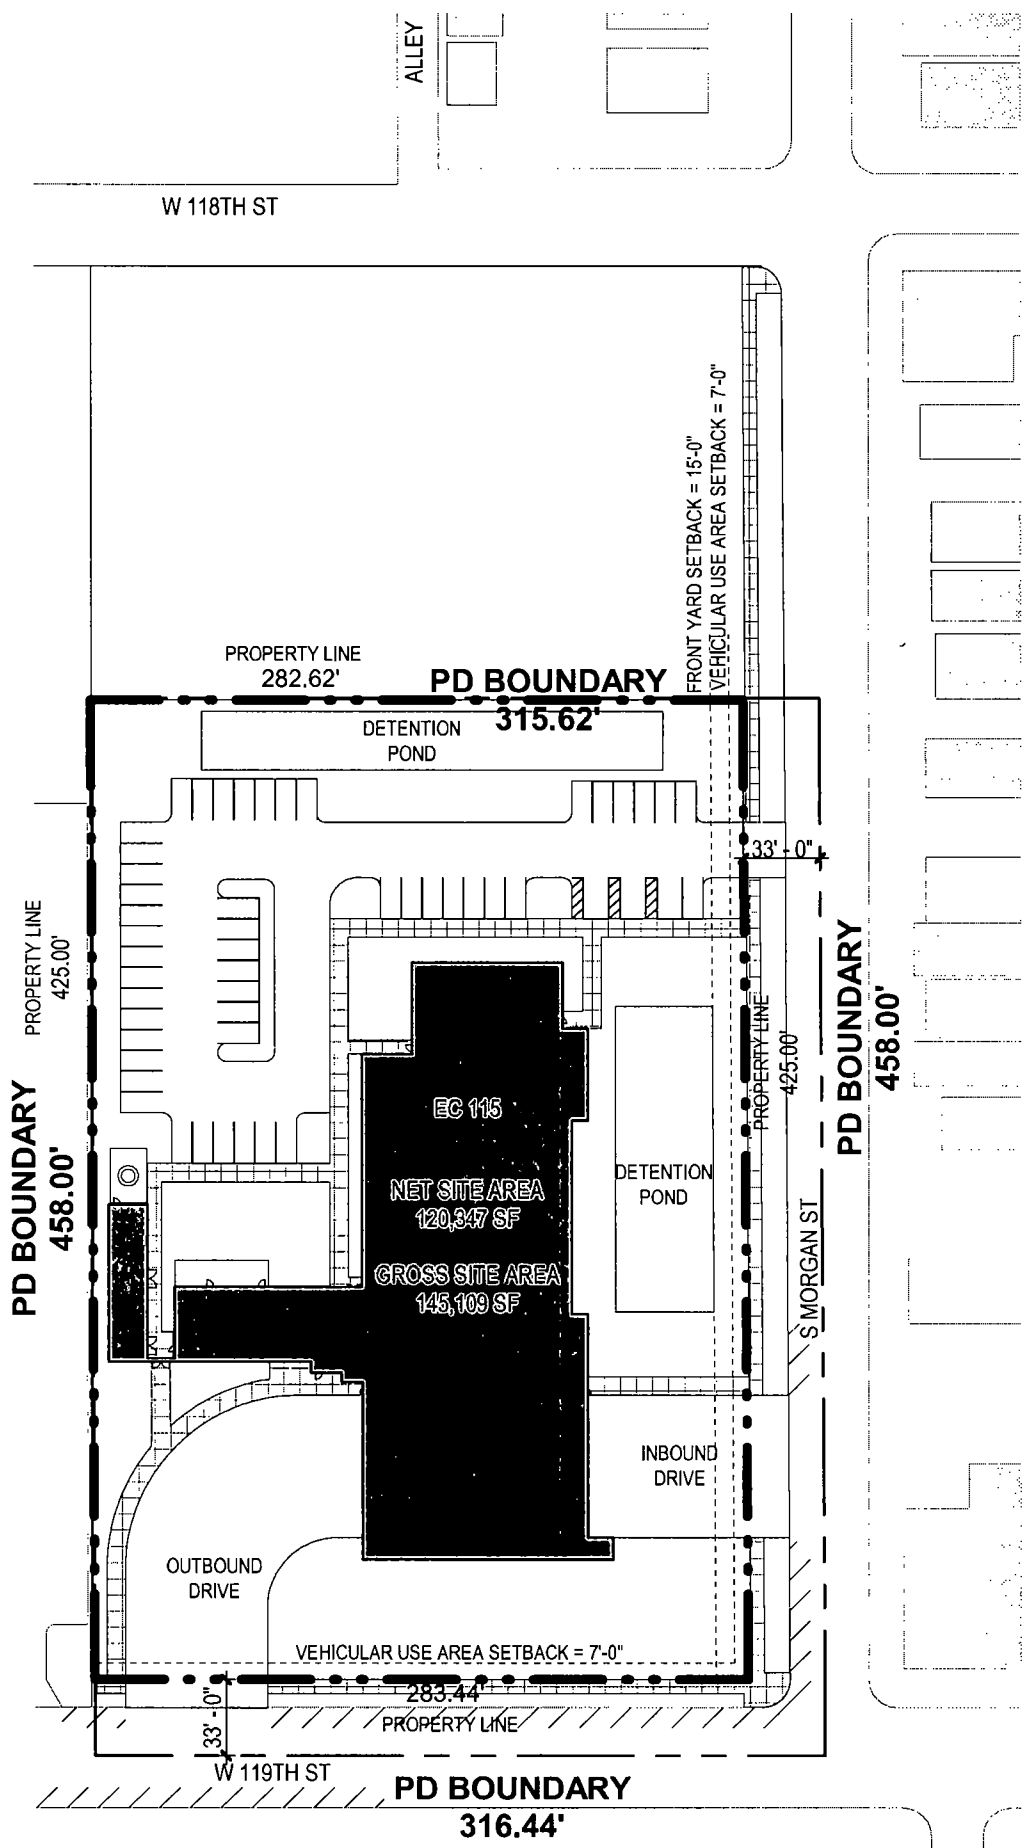 ALLEY
W 118TH ST
FRONT YARD SETBACK = 15'-0"
VEHICULAR USE AREA SETBACK = 7'-0"
PROPERTY LINE
282.62'
PD BOUNDARY
315.62'
DETENTION
POND
33' - 0"
PROPERTY LINE
425.00'
PD BOUNDARY
458.00'
PROPERTY LINE
425.00'
PD BOUNDARY
458.00'
EC 115
NET SITE AREA
120,347 SF
GROSS SITE AREA
145,109 SF
DETENTION
POND
S MORGAN ST
INBOUND
DRIVE
OUTBOUND
DRIVE
VEHICULAR USE AREA SETBACK = 7'-0"
283.44'
PROPERTY LINE
33' - 0"
W 119TH ST
PD BOUNDARY
316.44'